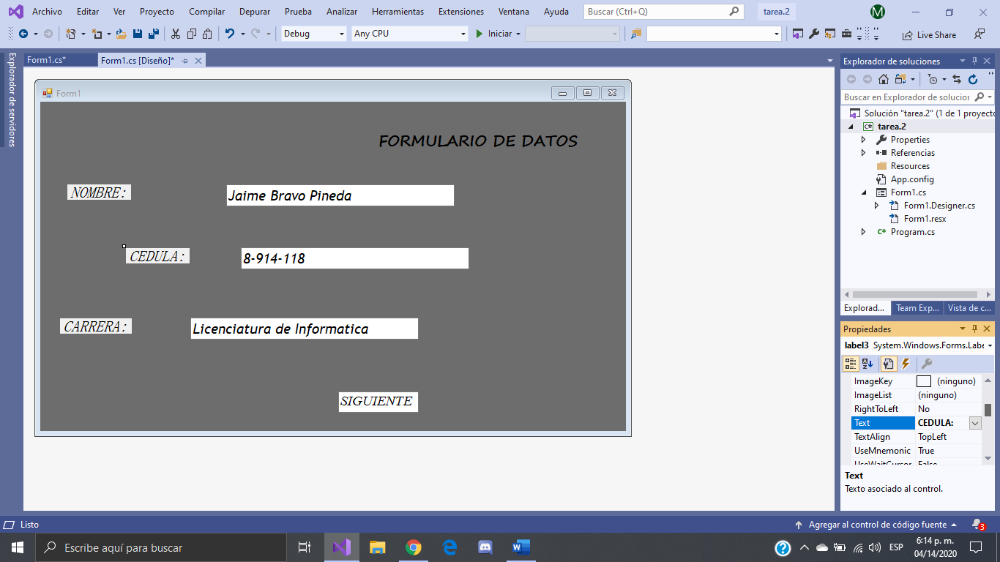 Archivo Editar Ver Proyecto Compilar Depurar Prueba Analizar Herramientas Extensiones Ventana Ayuda Buscar (Ctrl+Q) tarea.2 M
Debug Any CPU Iniciar Live Share
Explorador de servidores
Form1.cs* Form1.cs [Diseño]*
Form1
FORMULARIO DE DATOS
NOMBRE: Jaime Bravo Pineda
CEDULA: 8-914-118
CARRERA: Licenciatura de Informatica
SIGUIENTE
Explorador de soluciones
Buscar en Explorador de solucior
Solución "tarea.2" (1 de 1 proyecto
C# tarea.2
Properties
Referencias
Resources
App.config
Form1.cs
Form1.Designer.cs
Form1.resx
C# Program.cs
Explorad... Team Exp... Vista de c...
Propiedades
label3 System.Windows.Forms.Labe
ImageKey (ninguno)
ImageList (ninguno)
RightToLeft No
Text CEDULA:
TextAlign TopLeft
UseMnemonic True
UseWaitCursor False
Text
Texto asociado al control.
Listo Agregar al control de código fuente 3
Escribe aquí para buscar ESP 6:14 p. m.
04/14/2020